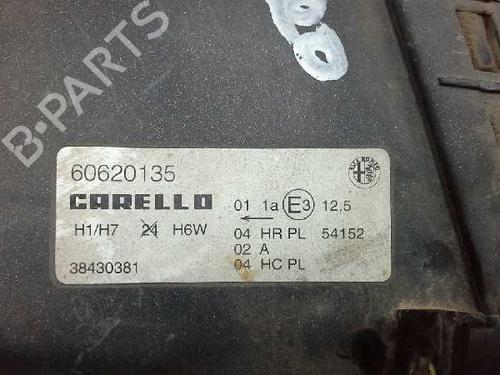 B-PARTS
60620135
CARELLO
H1/H7 24 H6W
38430381
01 1a E3 12,5
04 HR PL 54152
02 A
04 HC PL